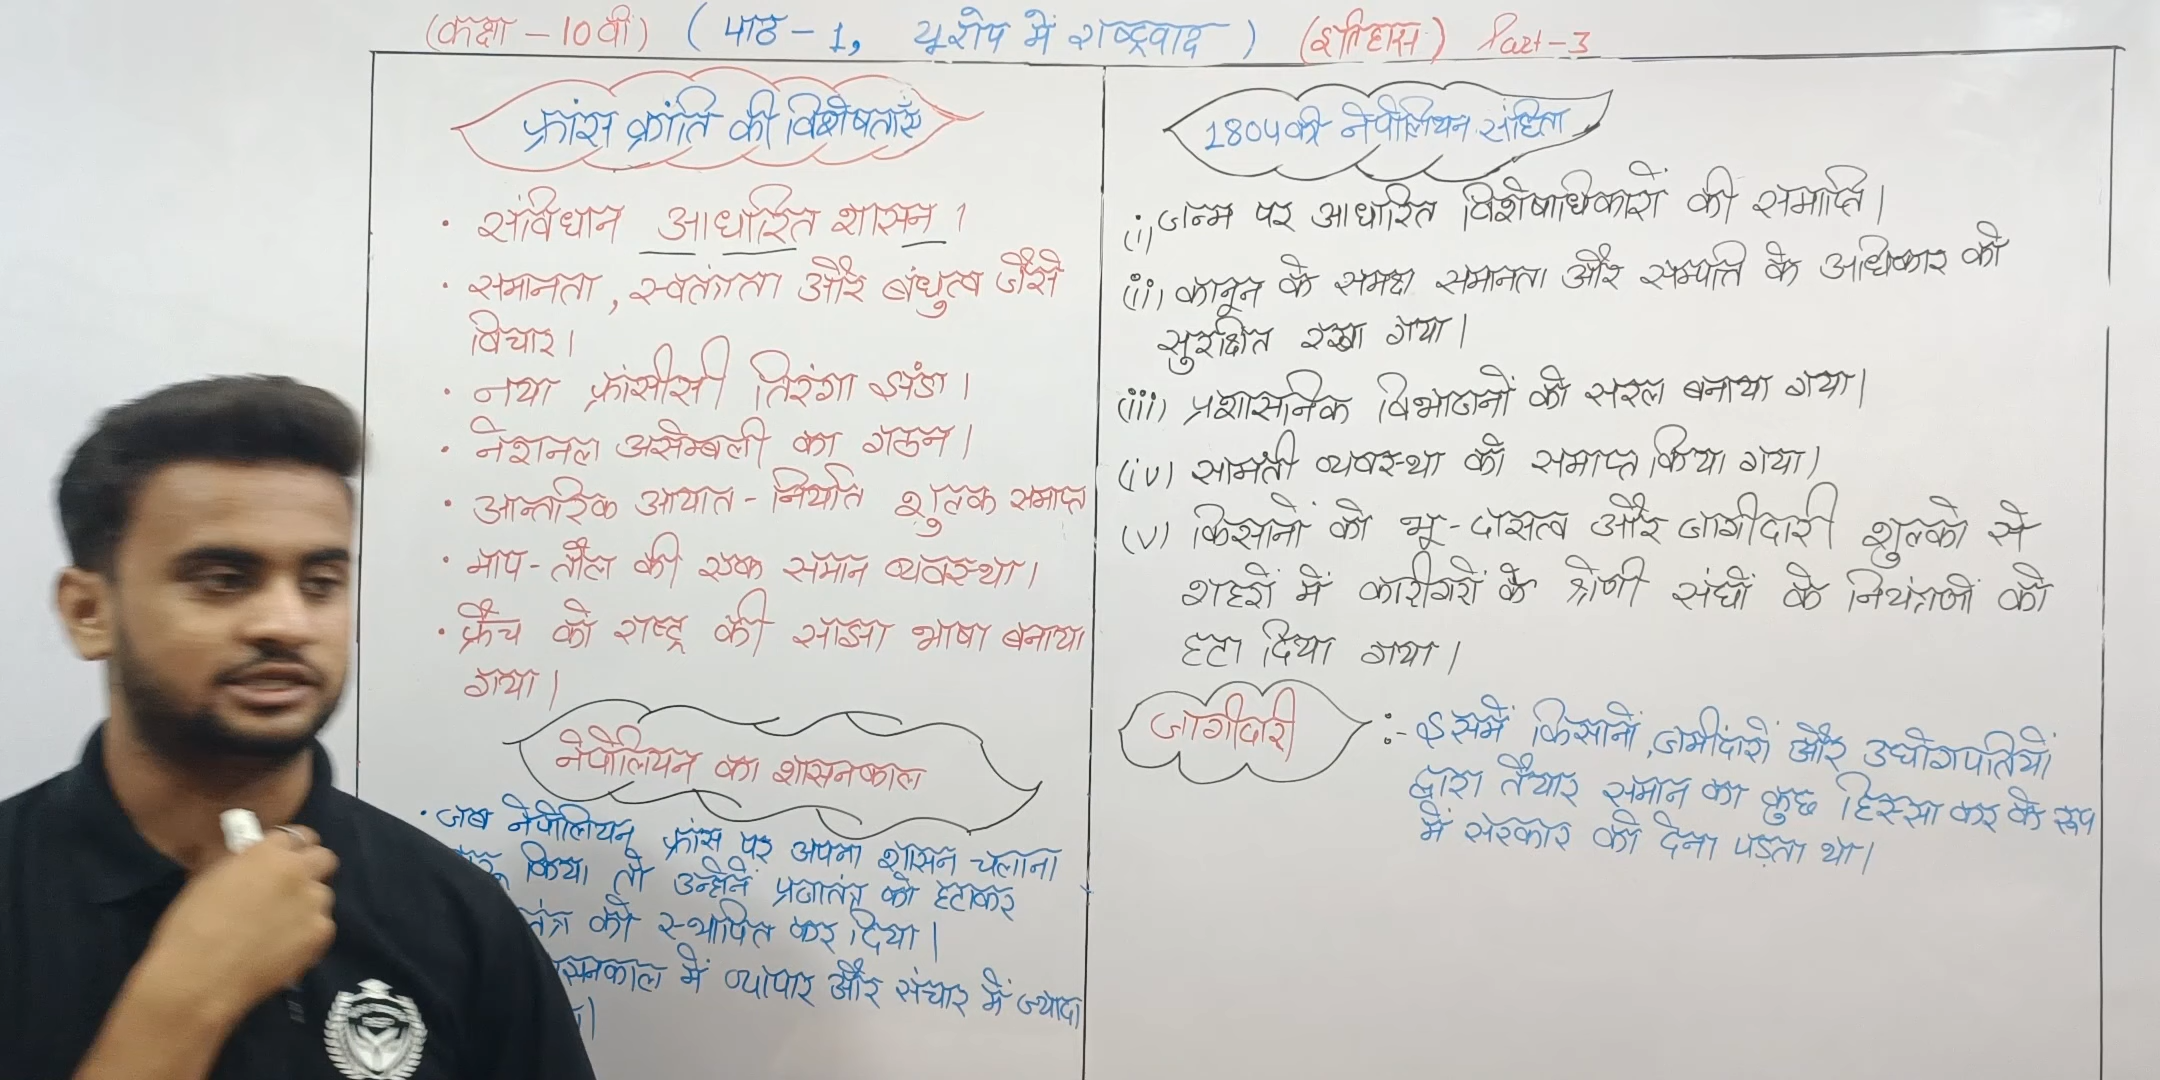 (कक्षा - 10वी) (पाठ - 1, यूरोप में राष्ट्रवाद) (इतिहास) Part-3
फ्रांस क्रांति की विशेषताएँ
· संविधान आधारित शासन।
· समानता, स्वतंत्रता और बंधुत्व जैसे
विचार।
· नया फ्रांसीसी तिरंगा झंडा।
· नेशनल असेम्बली का गठन।
· आन्तरिक आयात - निर्यात शुल्क समाप्त
· माप - तौल की एक समान व्यवस्था।
· फ्रैंच को राष्ट्र की साझा भाषा बनाया
गया।
नेपोलियन का शासनकाल
· जब नेपोलियन फ्रांस पर अपना शासन चलाना
किया तो उन्होंने प्रजातंत्र को हटाकर
को स्थापित कर दिया।
में व्यापार और संचार में ज्यादा
1804 की नेपोलियन संहिता
(i) जन्म पर आधारित विशेषाधिकारों की समाप्ति।
(ii) कानून के समक्ष समानता और सम्पति के अधिकार को
सुरक्षित रखा गया।
(iii) प्रशासनिक विभाजनों को सरल बनाया गया।
(iv) सामंती व्यवस्था को समाप्त किया गया।
(v) किसानों को भू-दासत्व और जागीदारी शुल्को से
शहरों में कारीगरों के श्रेणी संघों के नियंत्रणों को
हटा दिया गया।
जागीदारी :- इसमें किसानों, जमींदारों और उद्योगपतियों
द्वारा तैयार समान का कुछ हिस्सा कर के रूप
में सरकार को देना पड़ता था।